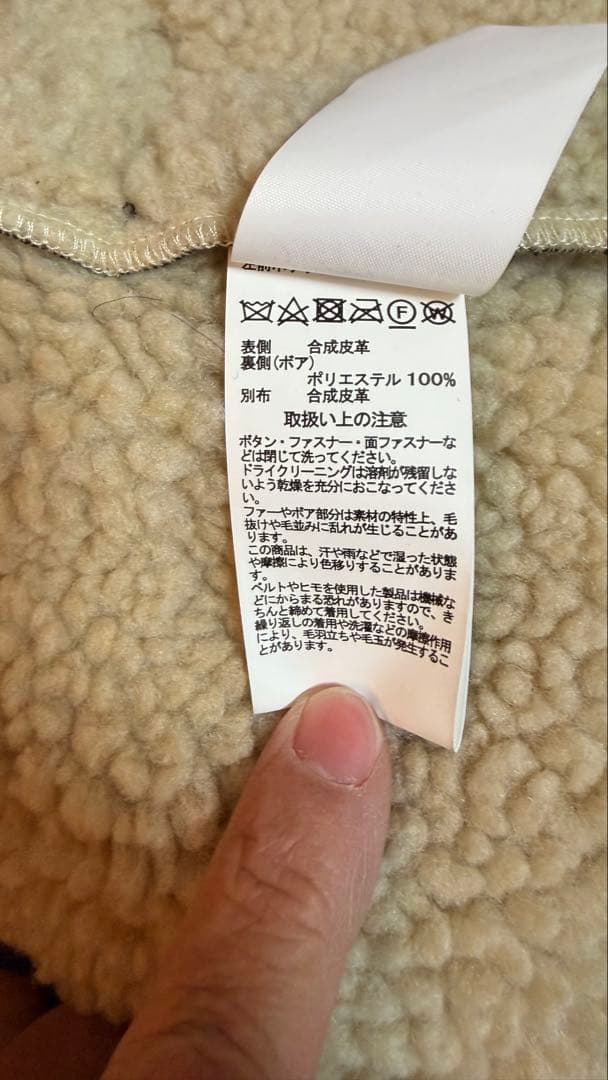 F W
表側 合成皮革
裏側(ボア)
ポリエステル 100%
別布 合成皮革
取扱い上の注意
ボタン・ファスナー・面ファスナーな
どは閉じて洗ってください。
ドライクリーニングは溶剤が残留しな
いよう乾燥を充分におこなってくださ
い。
ファーやボア部分は素材の特性上、毛
抜けや毛並みに乱れが生じることがあ
ります。
この商品は、汗や雨などで湿った状態
や摩擦により色移りすることがありま
す。
ベルトやヒモを使用した製品は機械な
どにからまる恐れがありますので、き
ちんと締めて着用してください。
繰り返しの着用や洗濯などの摩擦作用
により、毛羽立ちや毛玉が発生するこ
とがあります。